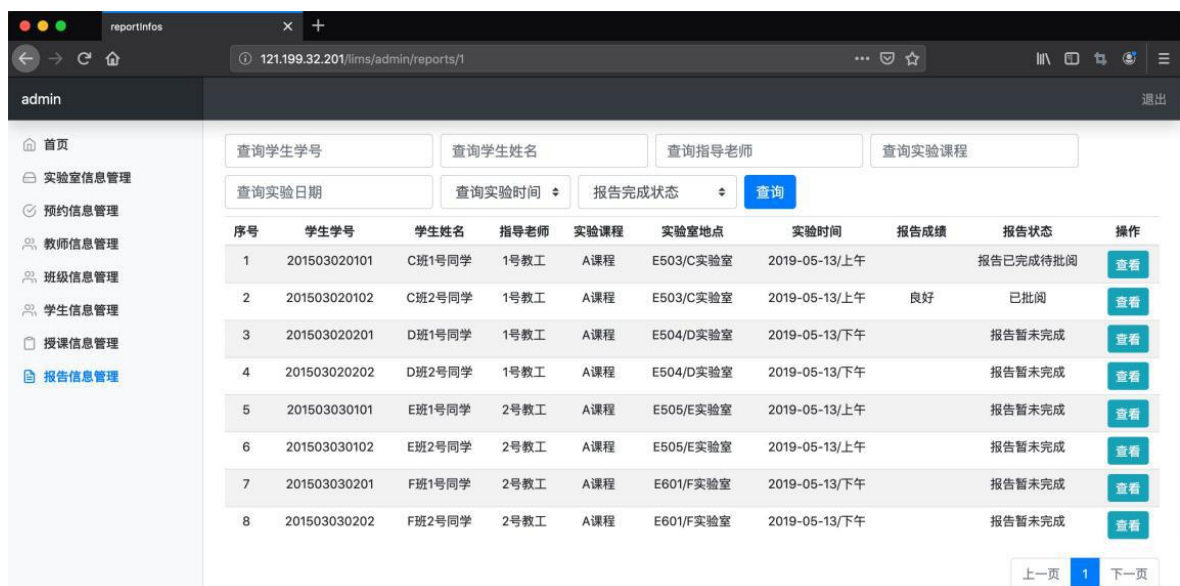 reportInfos
121.199.32.201/lims/admin/reports/1
admin 退出
首页
实验室信息管理
预约信息管理
教师信息管理
班级信息管理
学生信息管理
授课信息管理
报告信息管理
查询学生学号 查询学生姓名 查询指导老师 查询实验课程
查询实验日期 查询实验时间 报告完成状态 查询
序号 学生学号 学生姓名 指导老师 实验课程 实验室地点 实验时间 报告成绩 报告状态 操作
1 201503020101 C班1号同学 1号教工 A课程 E503/C实验室 2019-05-13/上午 报告已完成待批阅 查看
2 201503020102 C班2号同学 1号教工 A课程 E503/C实验室 2019-05-13/上午 良好 已批阅 查看
3 201503020201 D班1号同学 1号教工 A课程 E504/D实验室 2019-05-13/下午 报告暂未完成 查看
4 201503020202 D班2号同学 1号教工 A课程 E504/D实验室 2019-05-13/下午 报告暂未完成 查看
5 201503030101 E班1号同学 2号教工 A课程 E505/E实验室 2019-05-13/上午 报告暂未完成 查看
6 201503030102 E班2号同学 2号教工 A课程 E505/E实验室 2019-05-13/上午 报告暂未完成 查看
7 201503030201 F班1号同学 2号教工 A课程 E601/F实验室 2019-05-13/下午 报告暂未完成 查看
8 201503030202 F班2号同学 2号教工 A课程 E601/F实验室 2019-05-13/下午 报告暂未完成 查看
上一页 1 下一页